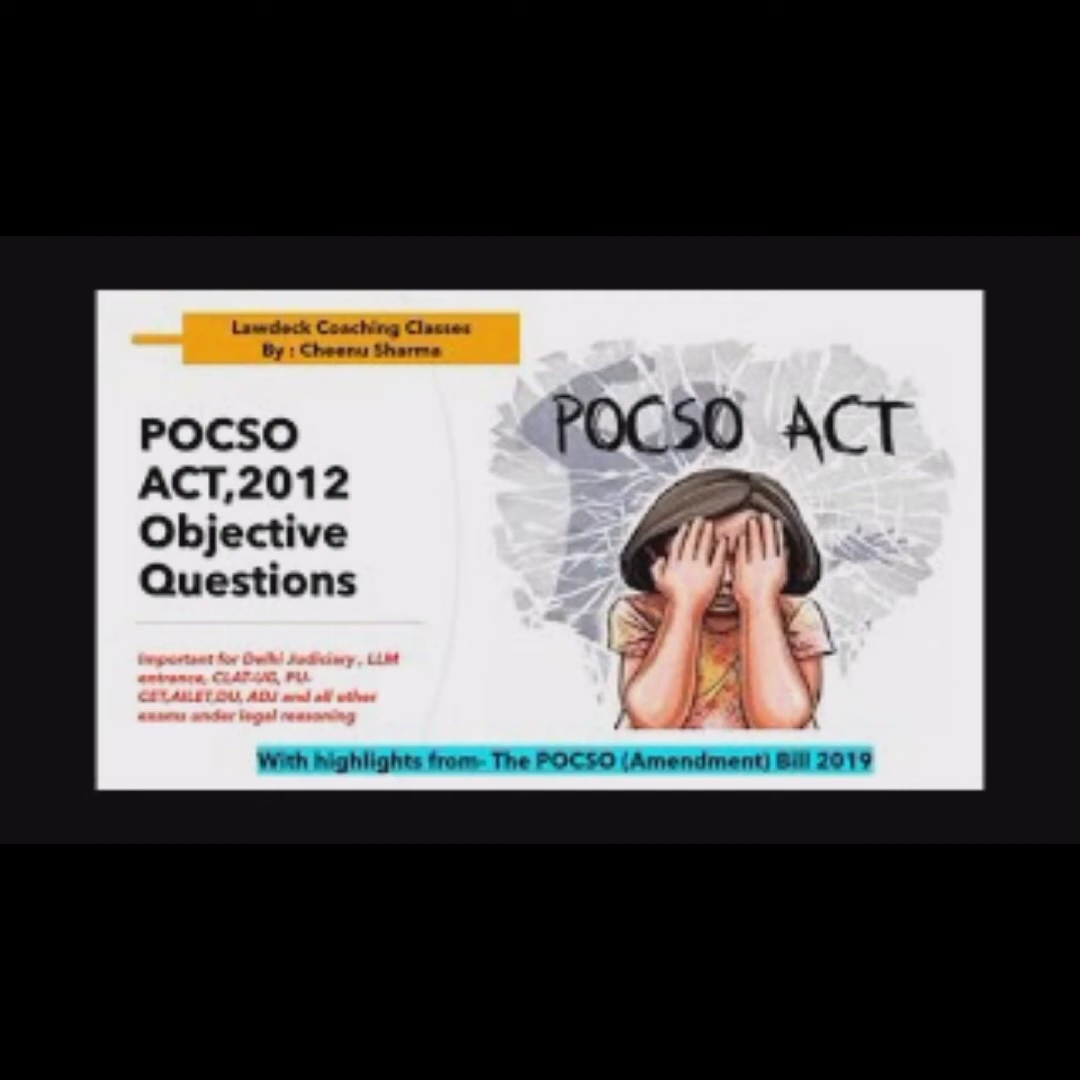 Lawdeck Coaching Classes
By : Cheenu Sharma
POCSO ACT
POCSO
ACT,2012
Objective
Questions
Important for Delhi Judiciary , LLM
entrance, CLAT-UG, PU-
CET,AILET,DU, ADJ and all other
exams under legal reasoning
With highlights from- The POCSO (Amendment) Bill 2019